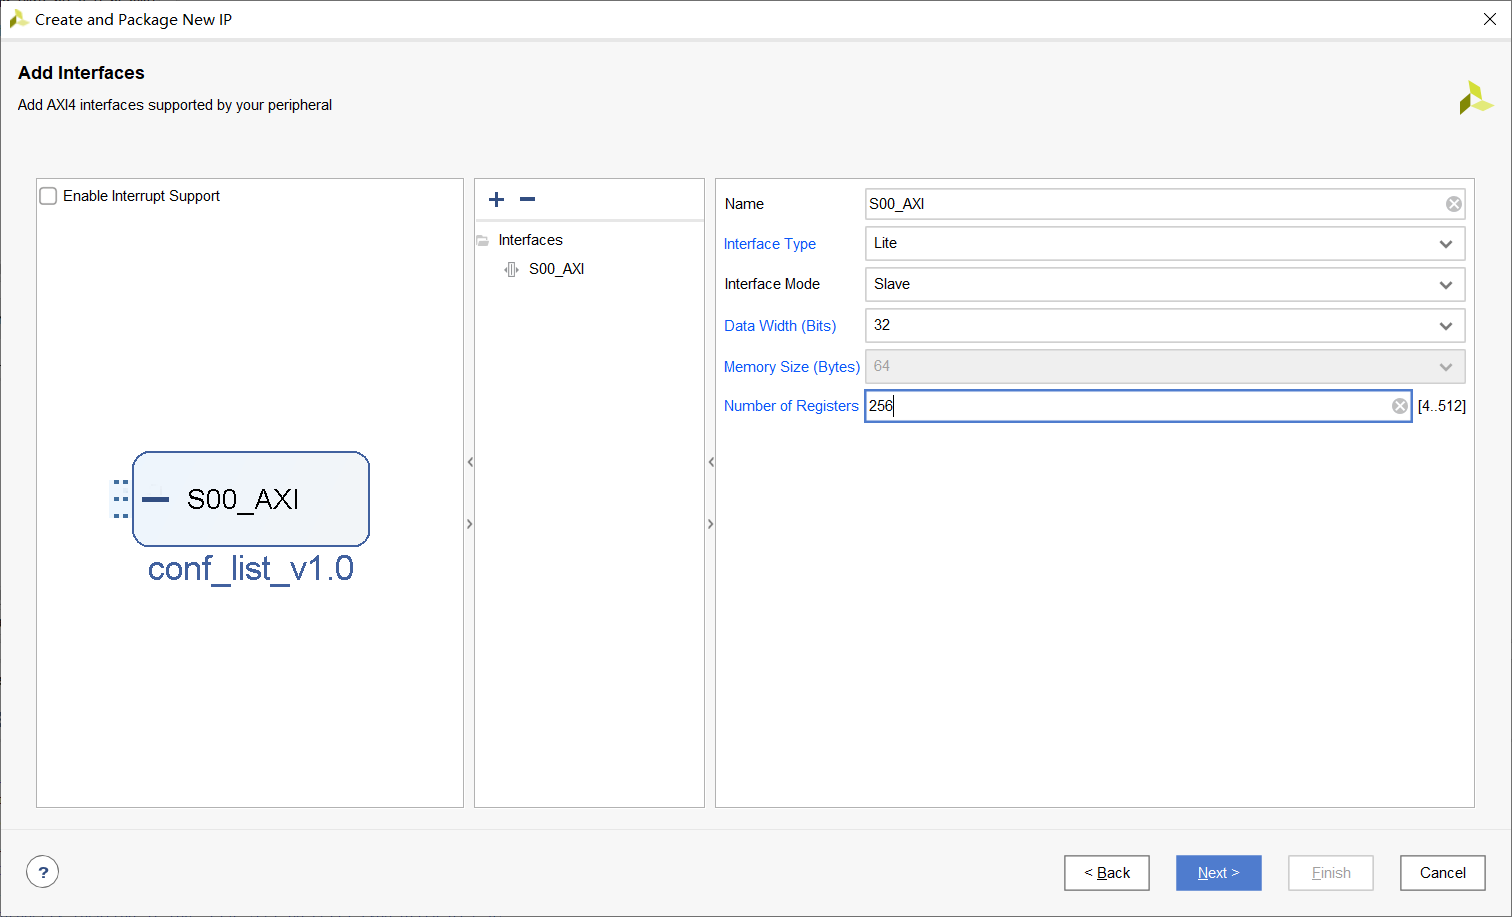 Create and Package New IP
Add Interfaces
Add AXI4 interfaces supported by your peripheral
Enable Interrupt Support
S00_AXI
conf_list_v1.0
Interfaces
S00_AXI
Name S00_AXI
Interface Type Lite
Interface Mode Slave
Data Width (Bits) 32
Memory Size (Bytes) 64
Number of Registers 256 [4..512]
? < Back Next > Finish Cancel